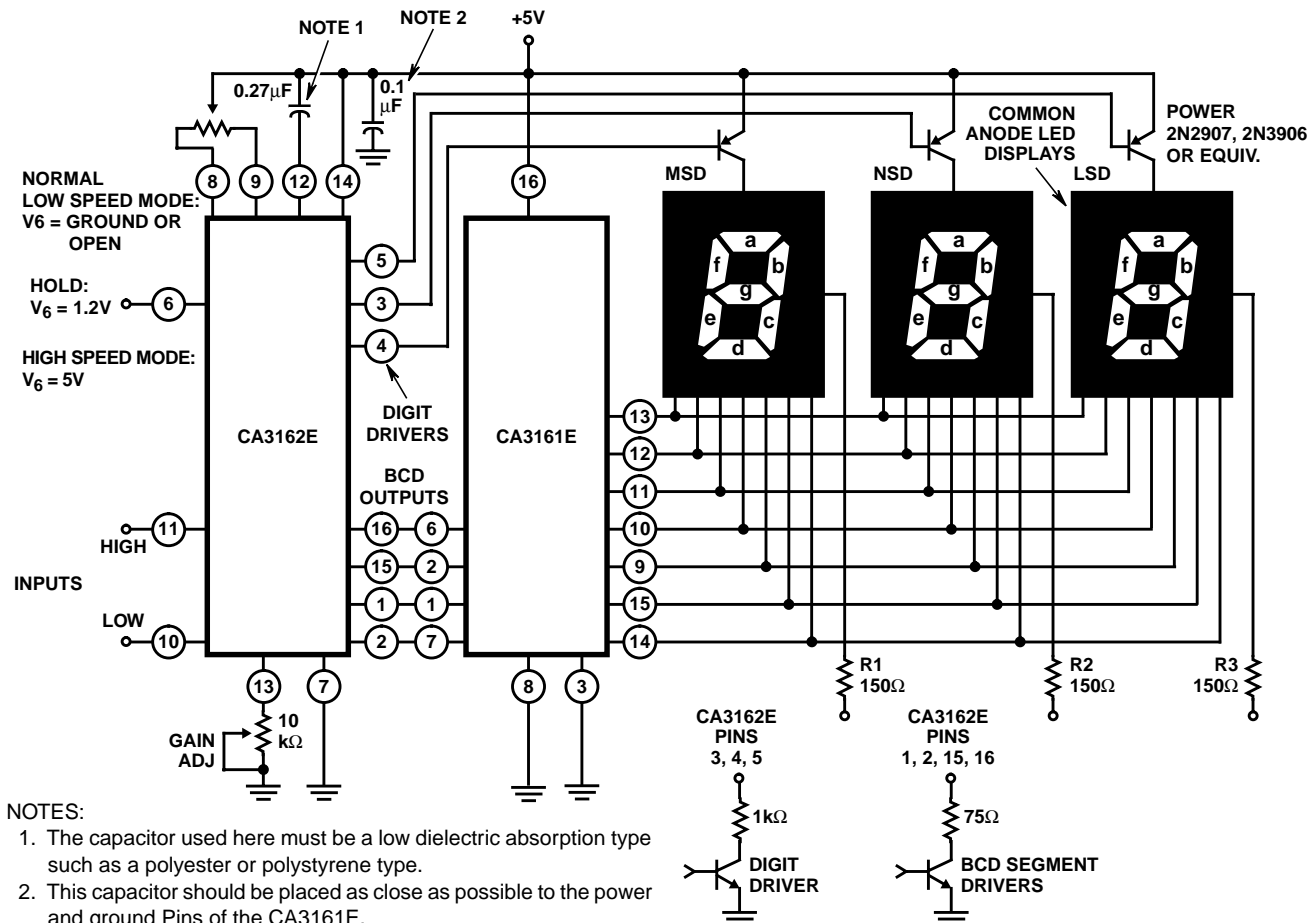 NOTE 1
NOTE 2
+5V
0.27µF
0.1
µF
8
9
12
14
16
NORMAL
LOW SPEED MODE:
V6 = GROUND OR
OPEN
HOLD:
V6 = 1.2V
6
HIGH SPEED MODE:
V6 = 5V
5
3
4
DIGIT
DRIVERS
CA3162E
CA3161E
BCD
OUTPUTS
COMMON
ANODE LED
DISPLAYS
POWER
2N2907, 2N3906
OR EQUIV.
MSD
NSD
LSD
a
f
b
g
e
c
d
a
f
b
g
e
c
d
a
f
b
g
e
c
d
13
12
11
10
9
15
14
16
6
15
2
1
1
2
7
11
HIGH
INPUTS
LOW
10
13
7
8
3
10
kΩ
GAIN
ADJ
R1
150Ω
R2
150Ω
R3
150Ω
CA3162E
PINS
3, 4, 5
1kΩ
DIGIT
DRIVER
CA3162E
PINS
1, 2, 15, 16
75Ω
BCD SEGMENT
DRIVERS
NOTES:
1. The capacitor used here must be a low dielectric absorption type
such as a polyester or polystyrene type.
2. This capacitor should be placed as close as possible to the power
and ground Pins of the CA3161E.